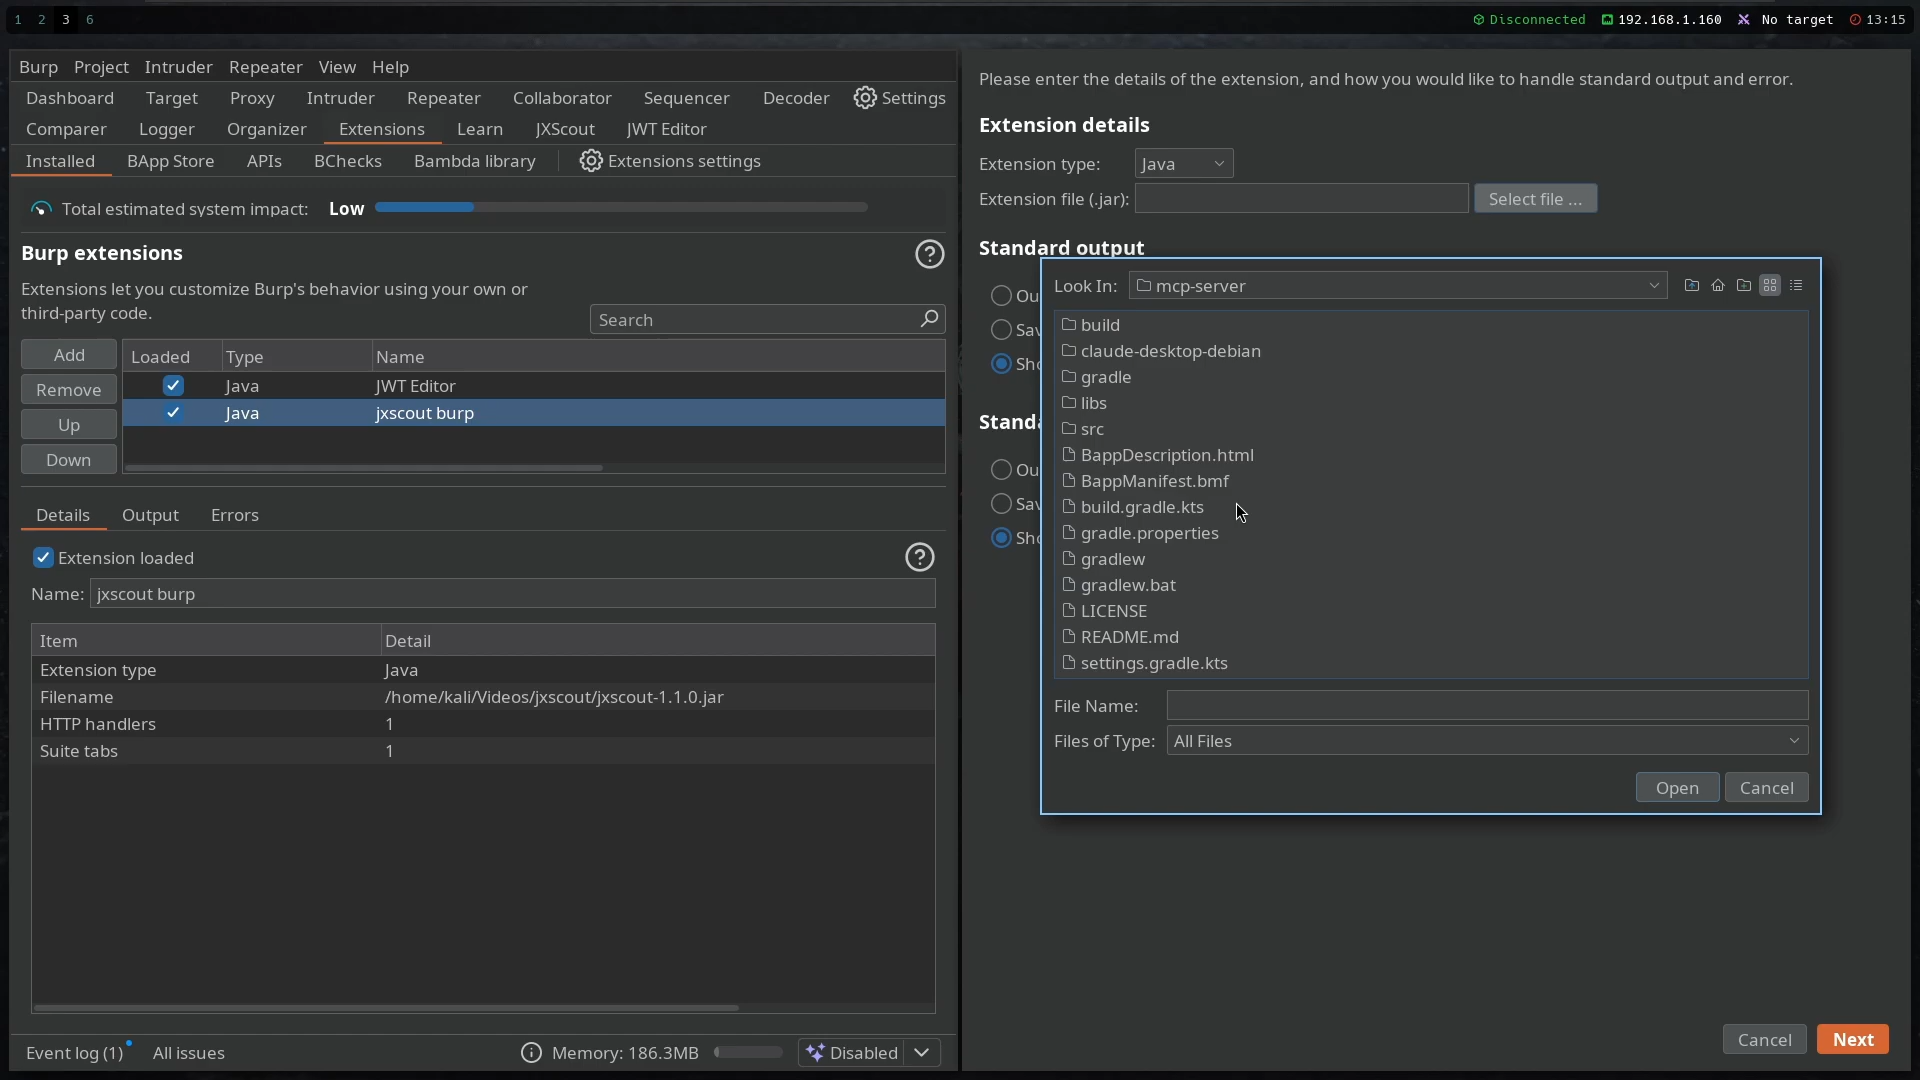 1 2 3 6
Disconnected 192.168.1.160 No target 13:15
Burp Project Intruder Repeater View Help
Dashboard Target Proxy Intruder Repeater Collaborator Sequencer Decoder Settings
Comparer Logger Organizer Extensions Learn JXScout JWT Editor
Installed BApp Store APIs BChecks Bambda library Extensions settings
Total estimated system impact: Low
Burp extensions
Extensions let you customize Burp's behavior using your own or
third-party code.
Search
Add
Remove
Up
Down
Loaded Type Name
Java JWT Editor
Java jxscout burp
Details Output Errors
Extension loaded
Name: jxscout burp
Item Detail
Extension type Java
Filename /home/kali/Videos/jxscout/jxscout-1.1.0.jar
HTTP handlers 1
Suite tabs 1
Event log (1) All issues
Memory: 186.3MB Disabled
Please enter the details of the extension, and how you would like to handle standard output and error.
Extension details
Extension type: Java
Extension file (.jar): Select file ...
Standard output
Ou
Sav
Sho
Standa
Ou
Sav
Sho
Look In: mcp-server
build
claude-desktop-debian
gradle
libs
src
BappDescription.html
BappManifest.bmf
build.gradle.kts
gradle.properties
gradlew
gradlew.bat
LICENSE
README.md
settings.gradle.kts
File Name:
Files of Type: All Files
Open Cancel
Cancel Next